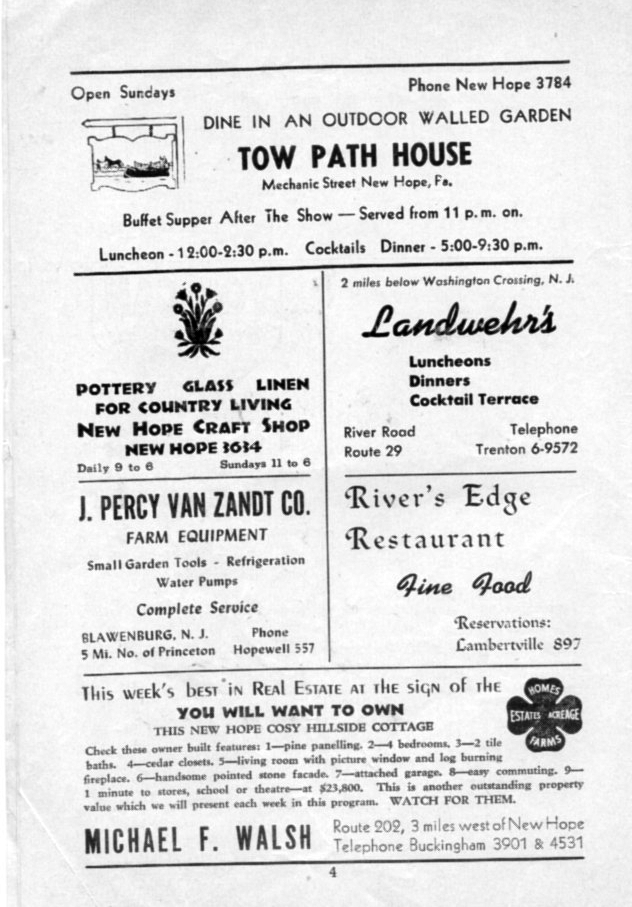 Open Sundays
Phone New Hope 3784
DINE IN AN OUTDOOR WALLED GARDEN
TOW PATH HOUSE
Mechanic Street New Hope, Pa.
Buffet Supper After The Show — Served from 11 p. m. on.
Luncheon - 12:00-2:30 p.m. Cocktails Dinner - 5:00-9:30 p.m.
POTTERY GLASS LINEN
FOR COUNTRY LIVING
NEW HOPE CRAFT SHOP
NEW HOPE 3634
Daily 9 to 6 Sundays 11 to 6
2 miles below Washington Crossing, N. J.
Landwehr's
Luncheons
Dinners
Cocktail Terrace
River Road Telephone
Route 29 Trenton 6-9572
J. PERCY VAN ZANDT CO.
FARM EQUIPMENT
Small Garden Tools - Refrigeration
Water Pumps
Complete Service
BLAWENBURG, N. J. Phone
5 Mi. No. of Princeton Hopewell 557
River's Edge
Restaurant
Fine Food
Reservations:
Lambertville 897
This week's best in Real Estate at the sign of the
HOMES
ESTATES ACREAGE
FARMS
YOU WILL WANT TO OWN
THIS NEW HOPE COSY HILLSIDE COTTAGE
Check these owner built features: 1—pine panelling. 2—4 bedrooms. 3—2 tile
baths. 4—cedar closets. 5—living room with picture window and log burning
fireplace. 6—handsome pointed stone facade. 7—attached garage. 8—easy commuting. 9—
1 minute to stores, school or theatre—at $23,800. This is another outstanding property
value which we will present each week in this program. WATCH FOR THEM.
MICHAEL F. WALSH
Route 202, 3 miles west of New Hope
Telephone Buckingham 3901 & 4531
4